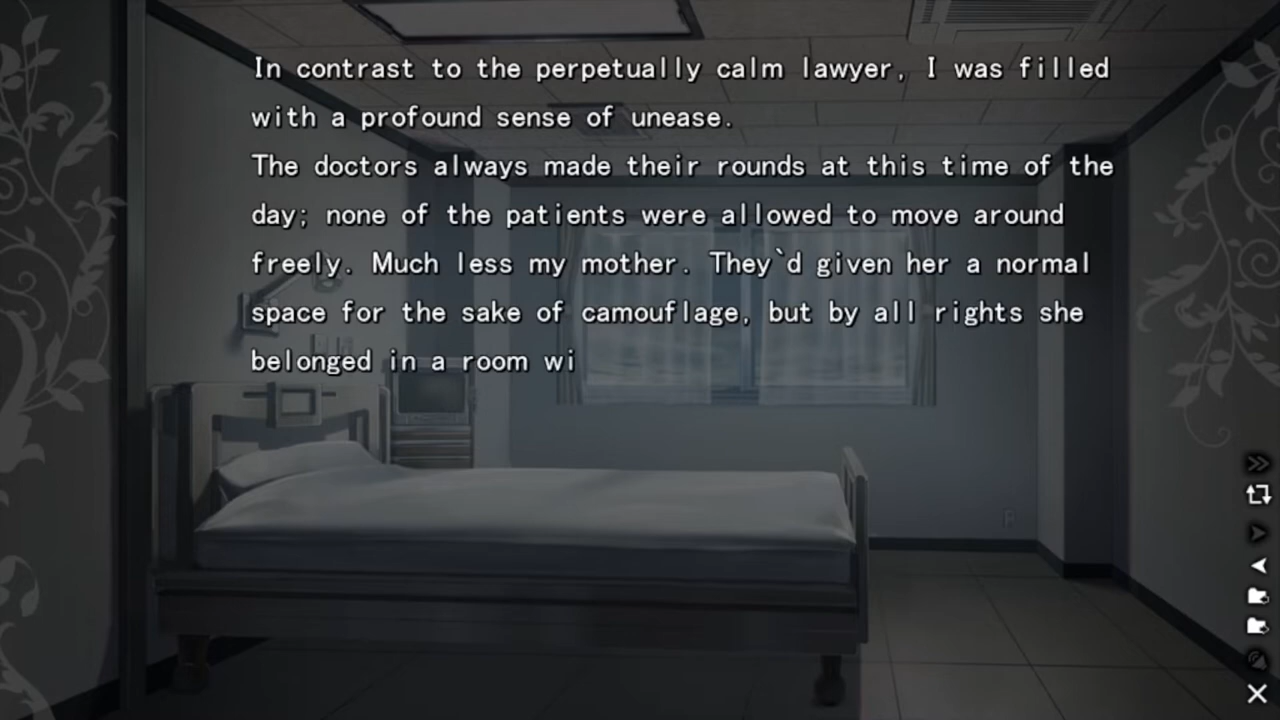 In contrast to the perpetually calm lawyer, I was filled
with a profound sense of unease.
The doctors always made their rounds at this time of the
day; none of the patients were allowed to move around
freely. Much less my mother. They`d given her a normal
space for the sake of camouflage, but by all rights she
belonged in a room wi